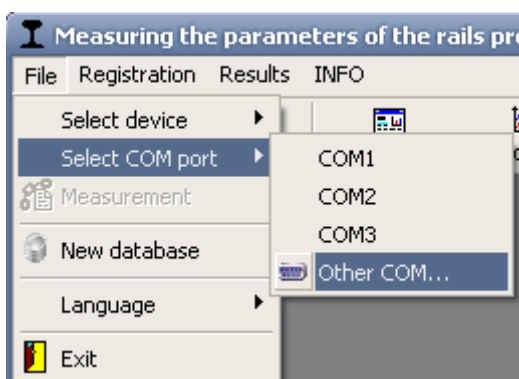 Measuring the parameters of the rails pro
File Registration Results INFO
Select device
Select COM port
Measurement
New database
Language
Exit
COM1
COM2
COM3
Other COM...